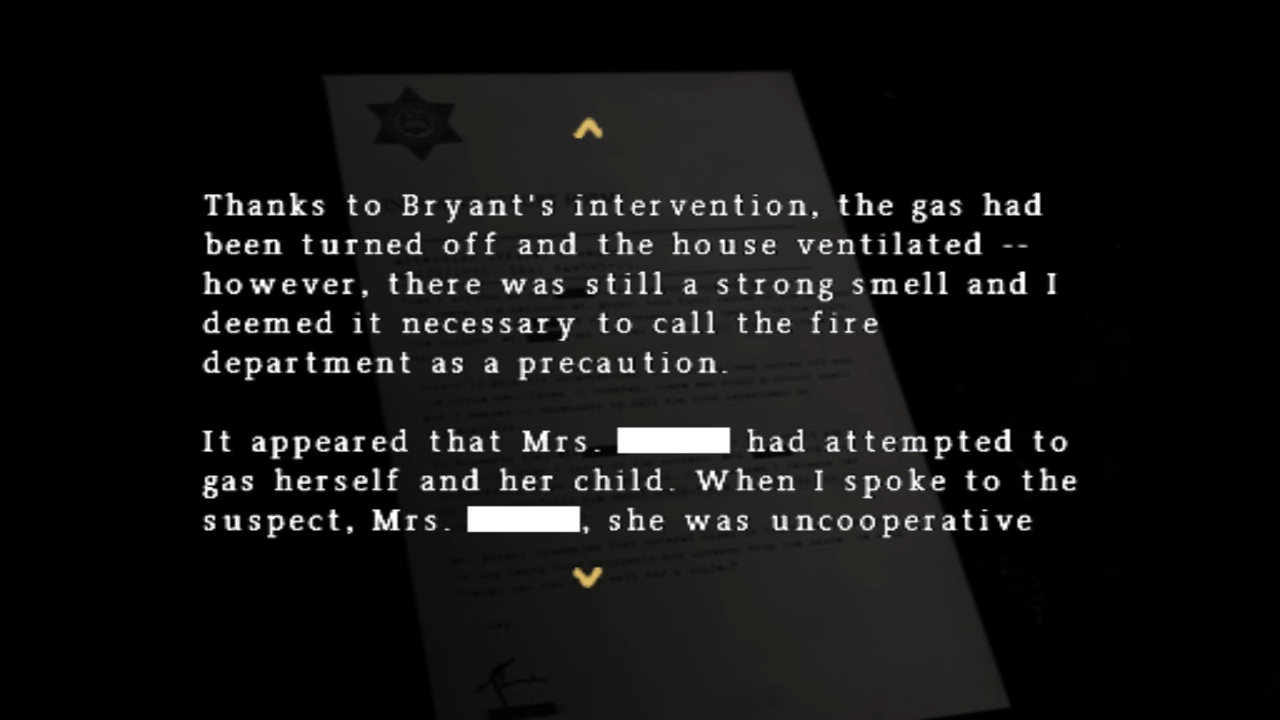 Thanks to Bryant's intervention, the gas had
been turned off and the house ventilated --
however, there was still a strong smell and I
deemed it necessary to call the fire
department as a precaution.
It appeared that Mrs. had attempted to
gas herself and her child. When I spoke to the
suspect, Mrs. , she was uncooperative